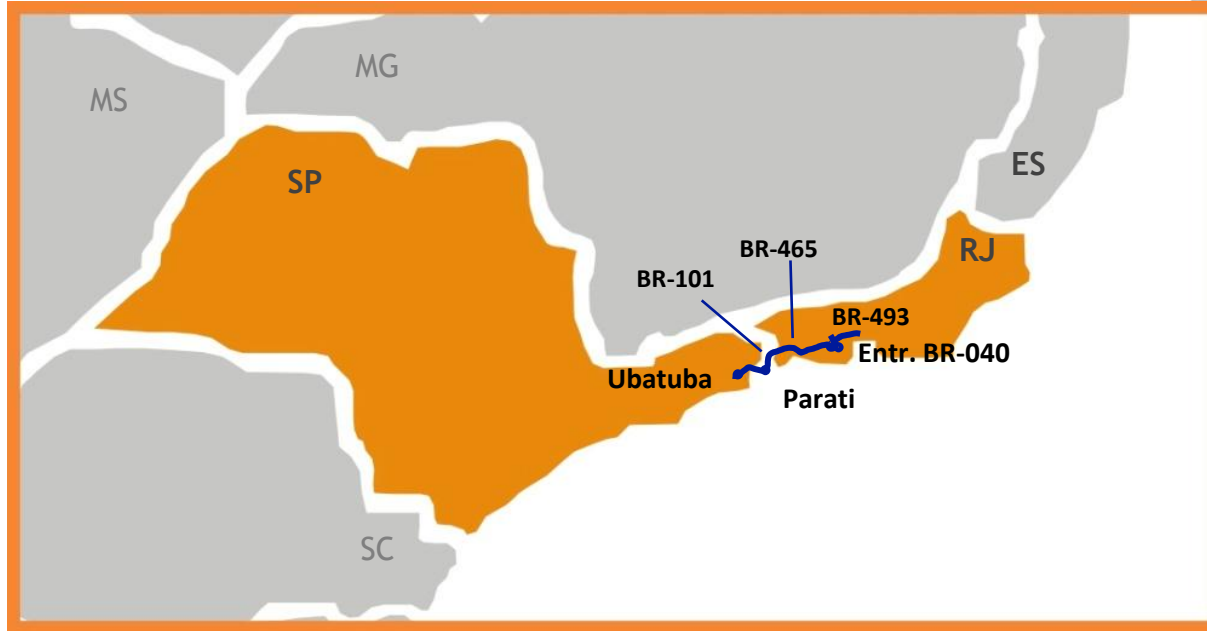 MG
MS
ES
SP
BR-465
RJ
BR-101
BR-493
Entr. BR-040
Ubatuba
Parati
SC